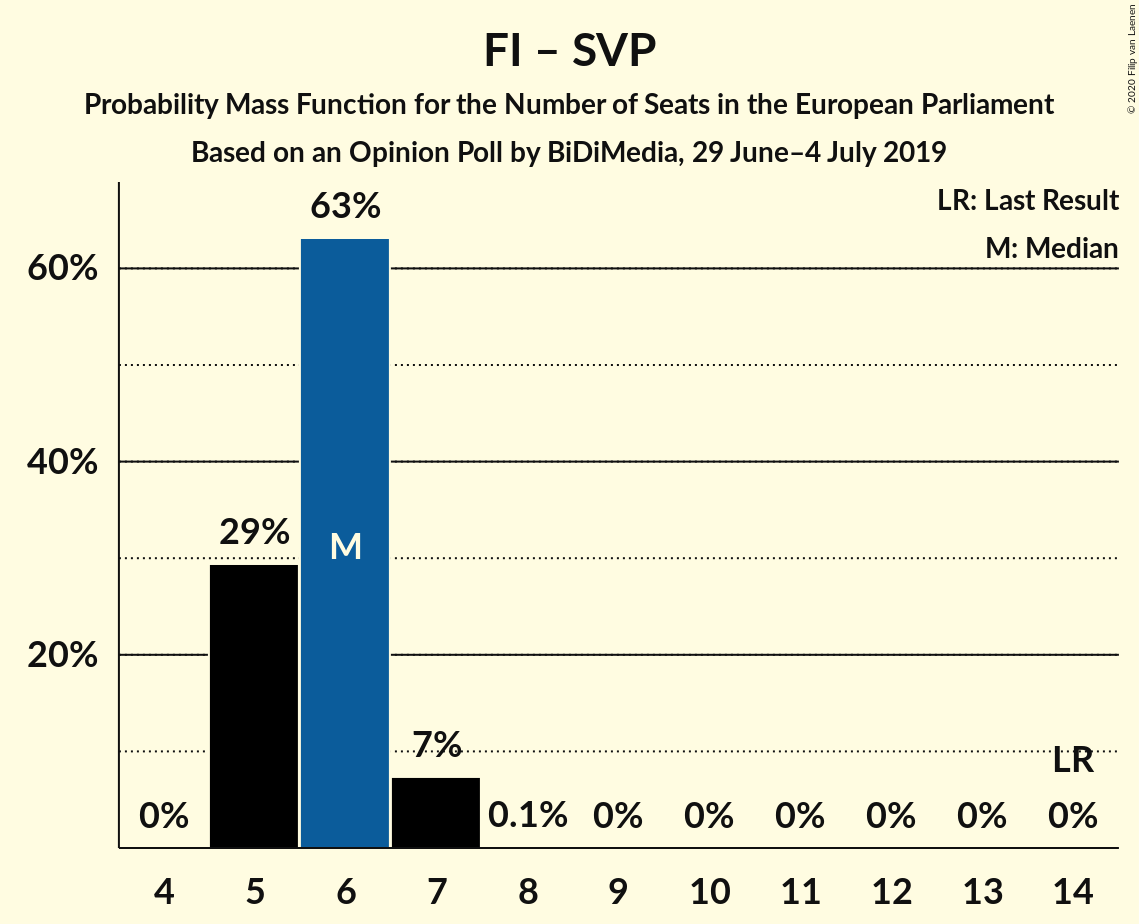 FI – SVP
Probability Mass Function for the Number of Seats in the European Parliament
Based on an Opinion Poll by BiDiMedia, 29 June–4 July 2019
© 2020 Filip van Laenen
LR: Last Result
M: Median
60%
40%
20%
0%
29%
63%
M
7%
0.1%
0%
0%
0%
0%
0%
LR
0%
4 5 6 7 8 9 10 11 12 13 14